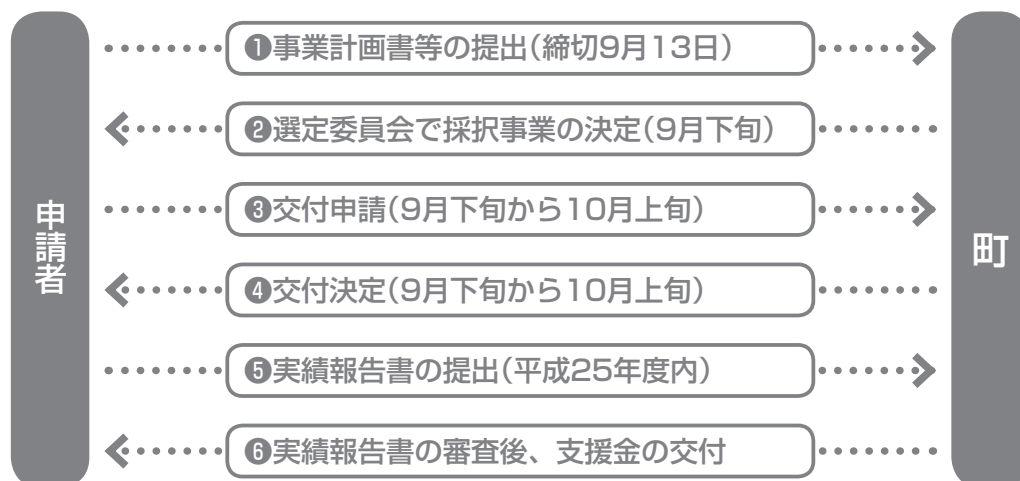 申請者
❶事業計画書等の提出(締切9月13日)
❷選定委員会で採択事業の決定(9月下旬)
❸交付申請(9月下旬から10月上旬)
❹交付決定(9月下旬から10月上旬)
❺実績報告書の提出(平成25年度内)
❻実績報告書の審査後、支援金の交付
町